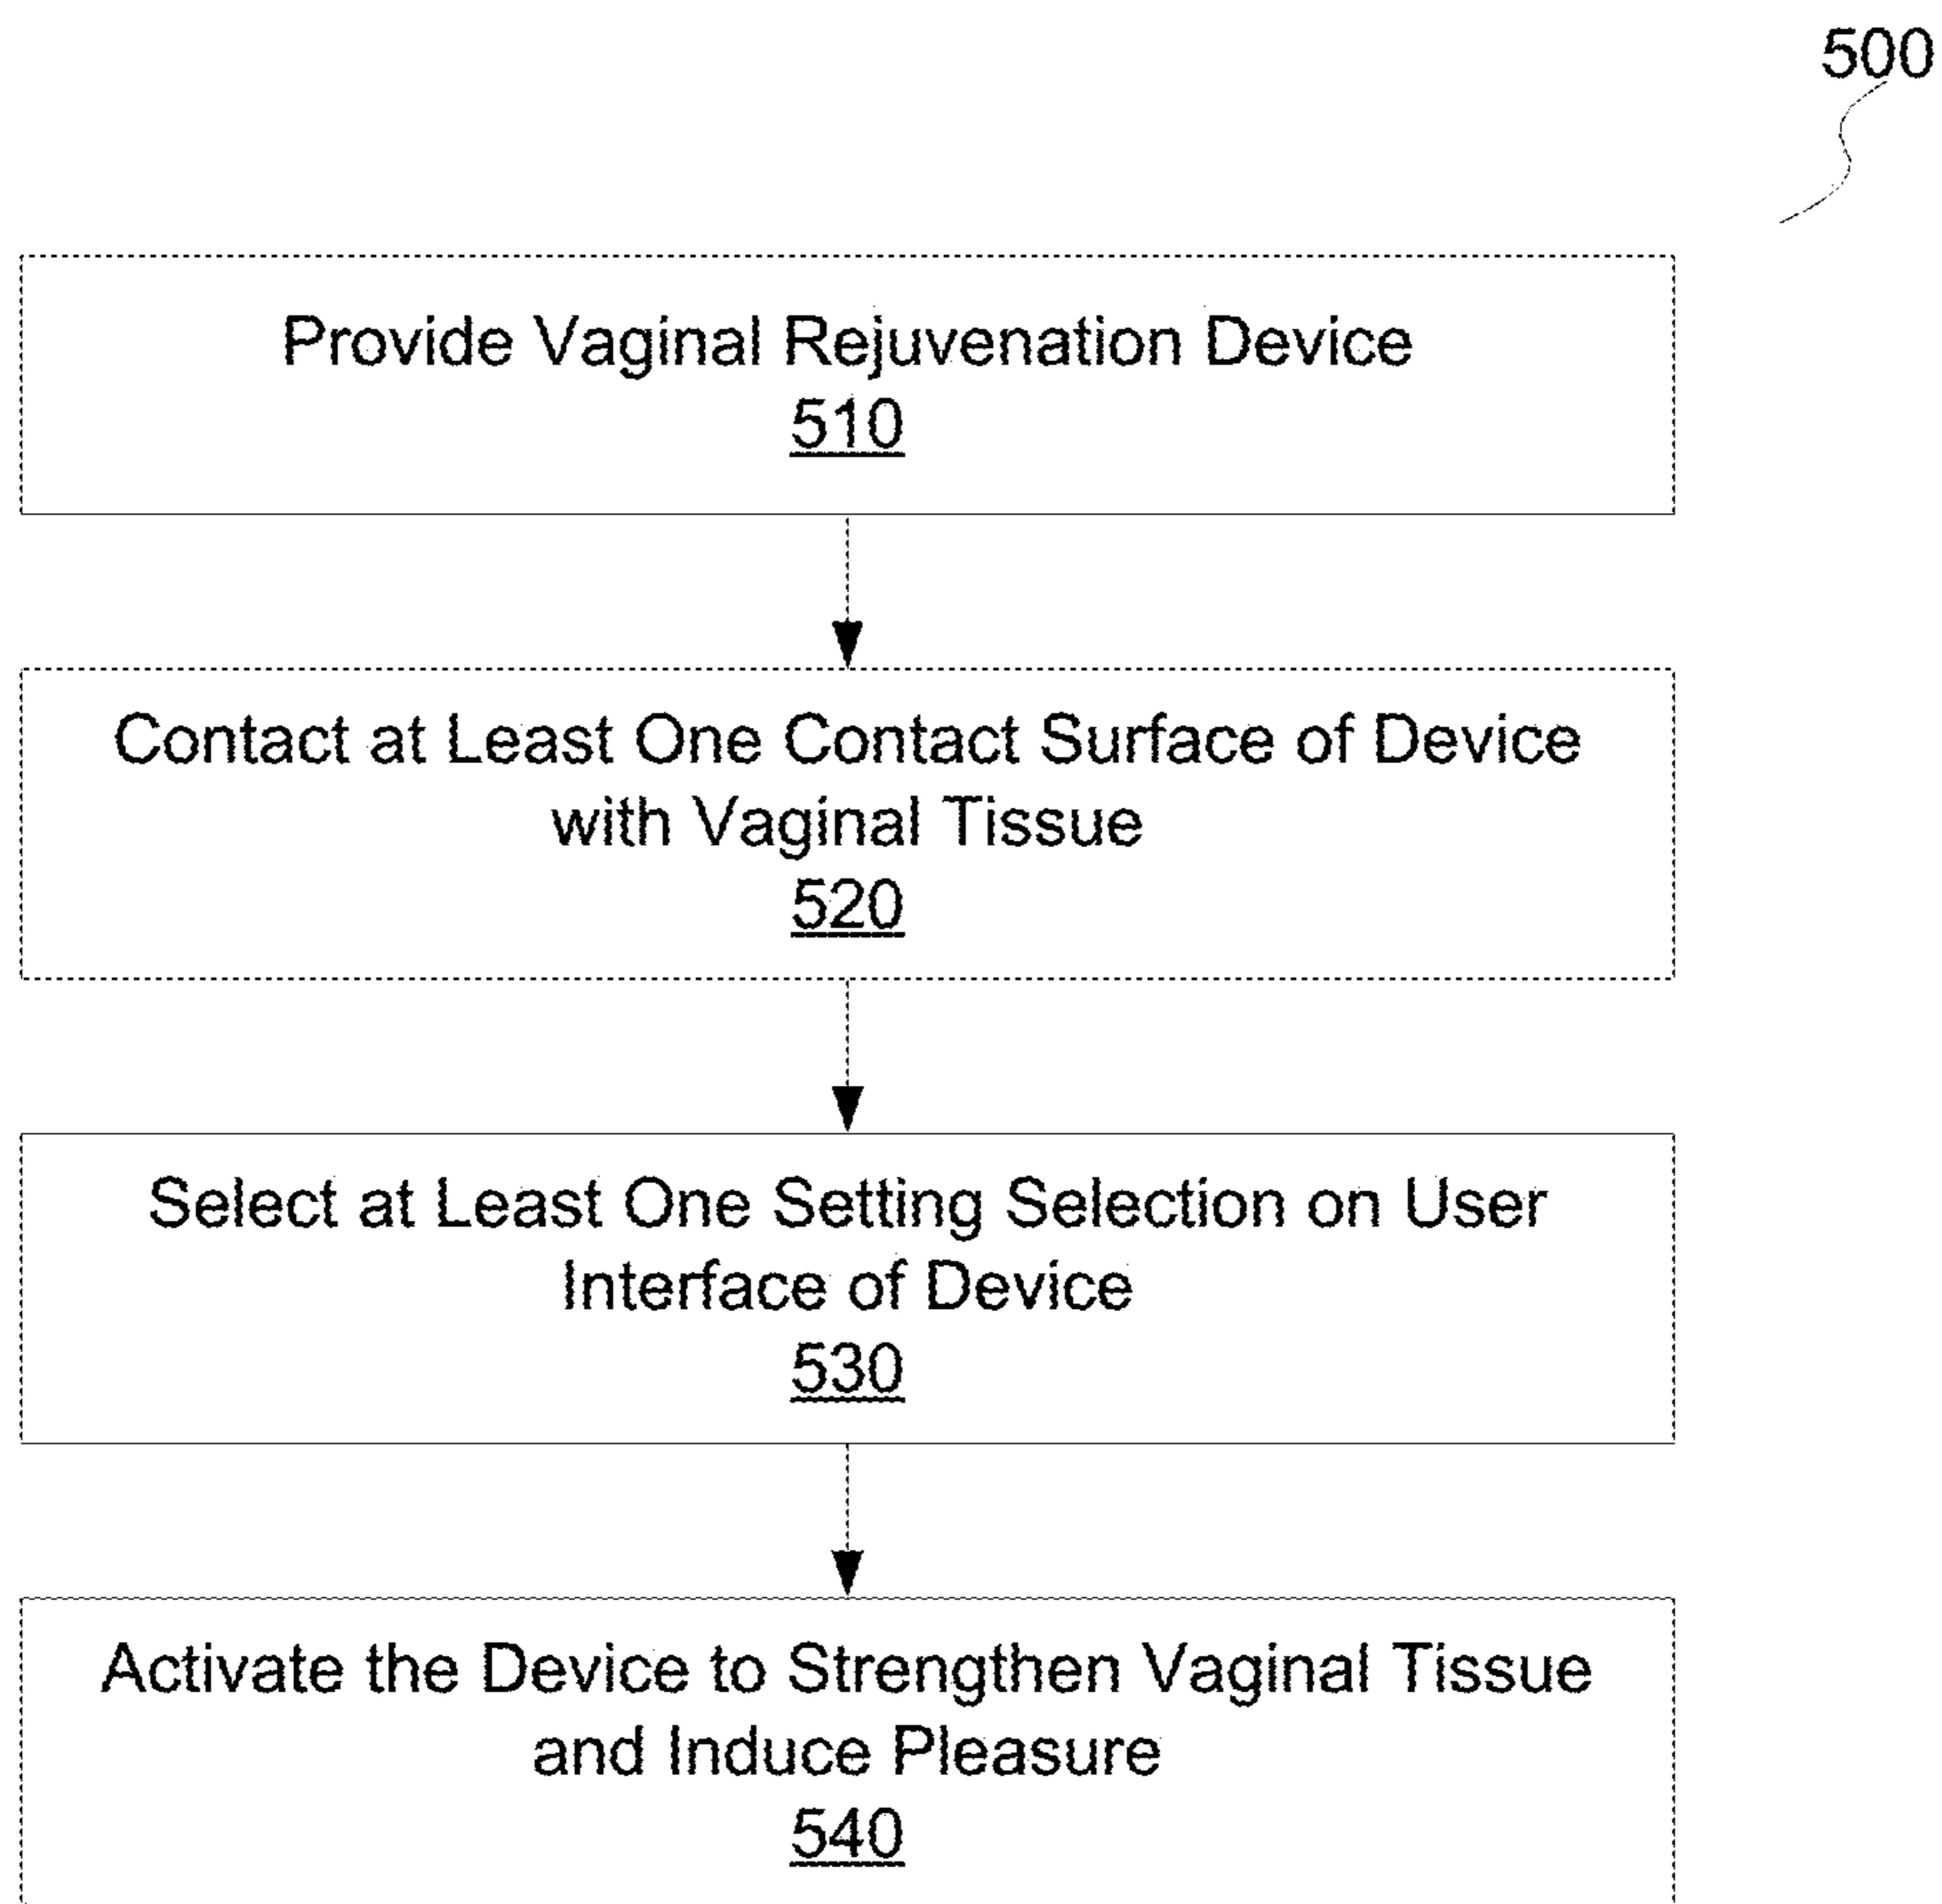 500
Provide Vaginal Rejuvenation Device
510
Contact at Least One Contact Surface of Device
with Vaginal Tissue
520
Select at Least One Setting Selection on User
Interface of Device
530
Activate the Device to Strengthen Vaginal Tissue
and Induce Pleasure
540